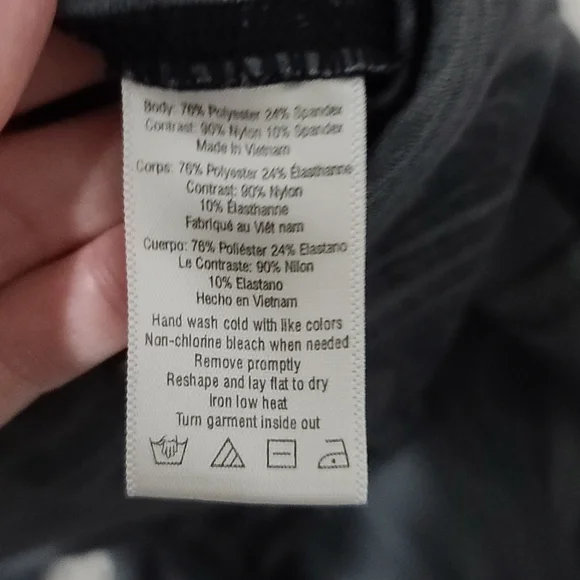 Body: 76% Polyester 24% Spandex
Contrast: 90% Nylon 10% Spandex
Made in Vietnam
Corps: 76% Polyester 24% Élasthanne
Contrast: 90% Nylon
10% Élasthanne
Fabriqué au Viêt nam
Cuerpo: 76% Poliéster 24% Elastano
Le Contraste: 90% Nilon
10% Elastano
Hecho en Vietnam
Hand wash cold with like colors
Non-chlorine bleach when needed
Remove promptly
Reshape and lay flat to dry
Iron low heat
Turn garment inside out